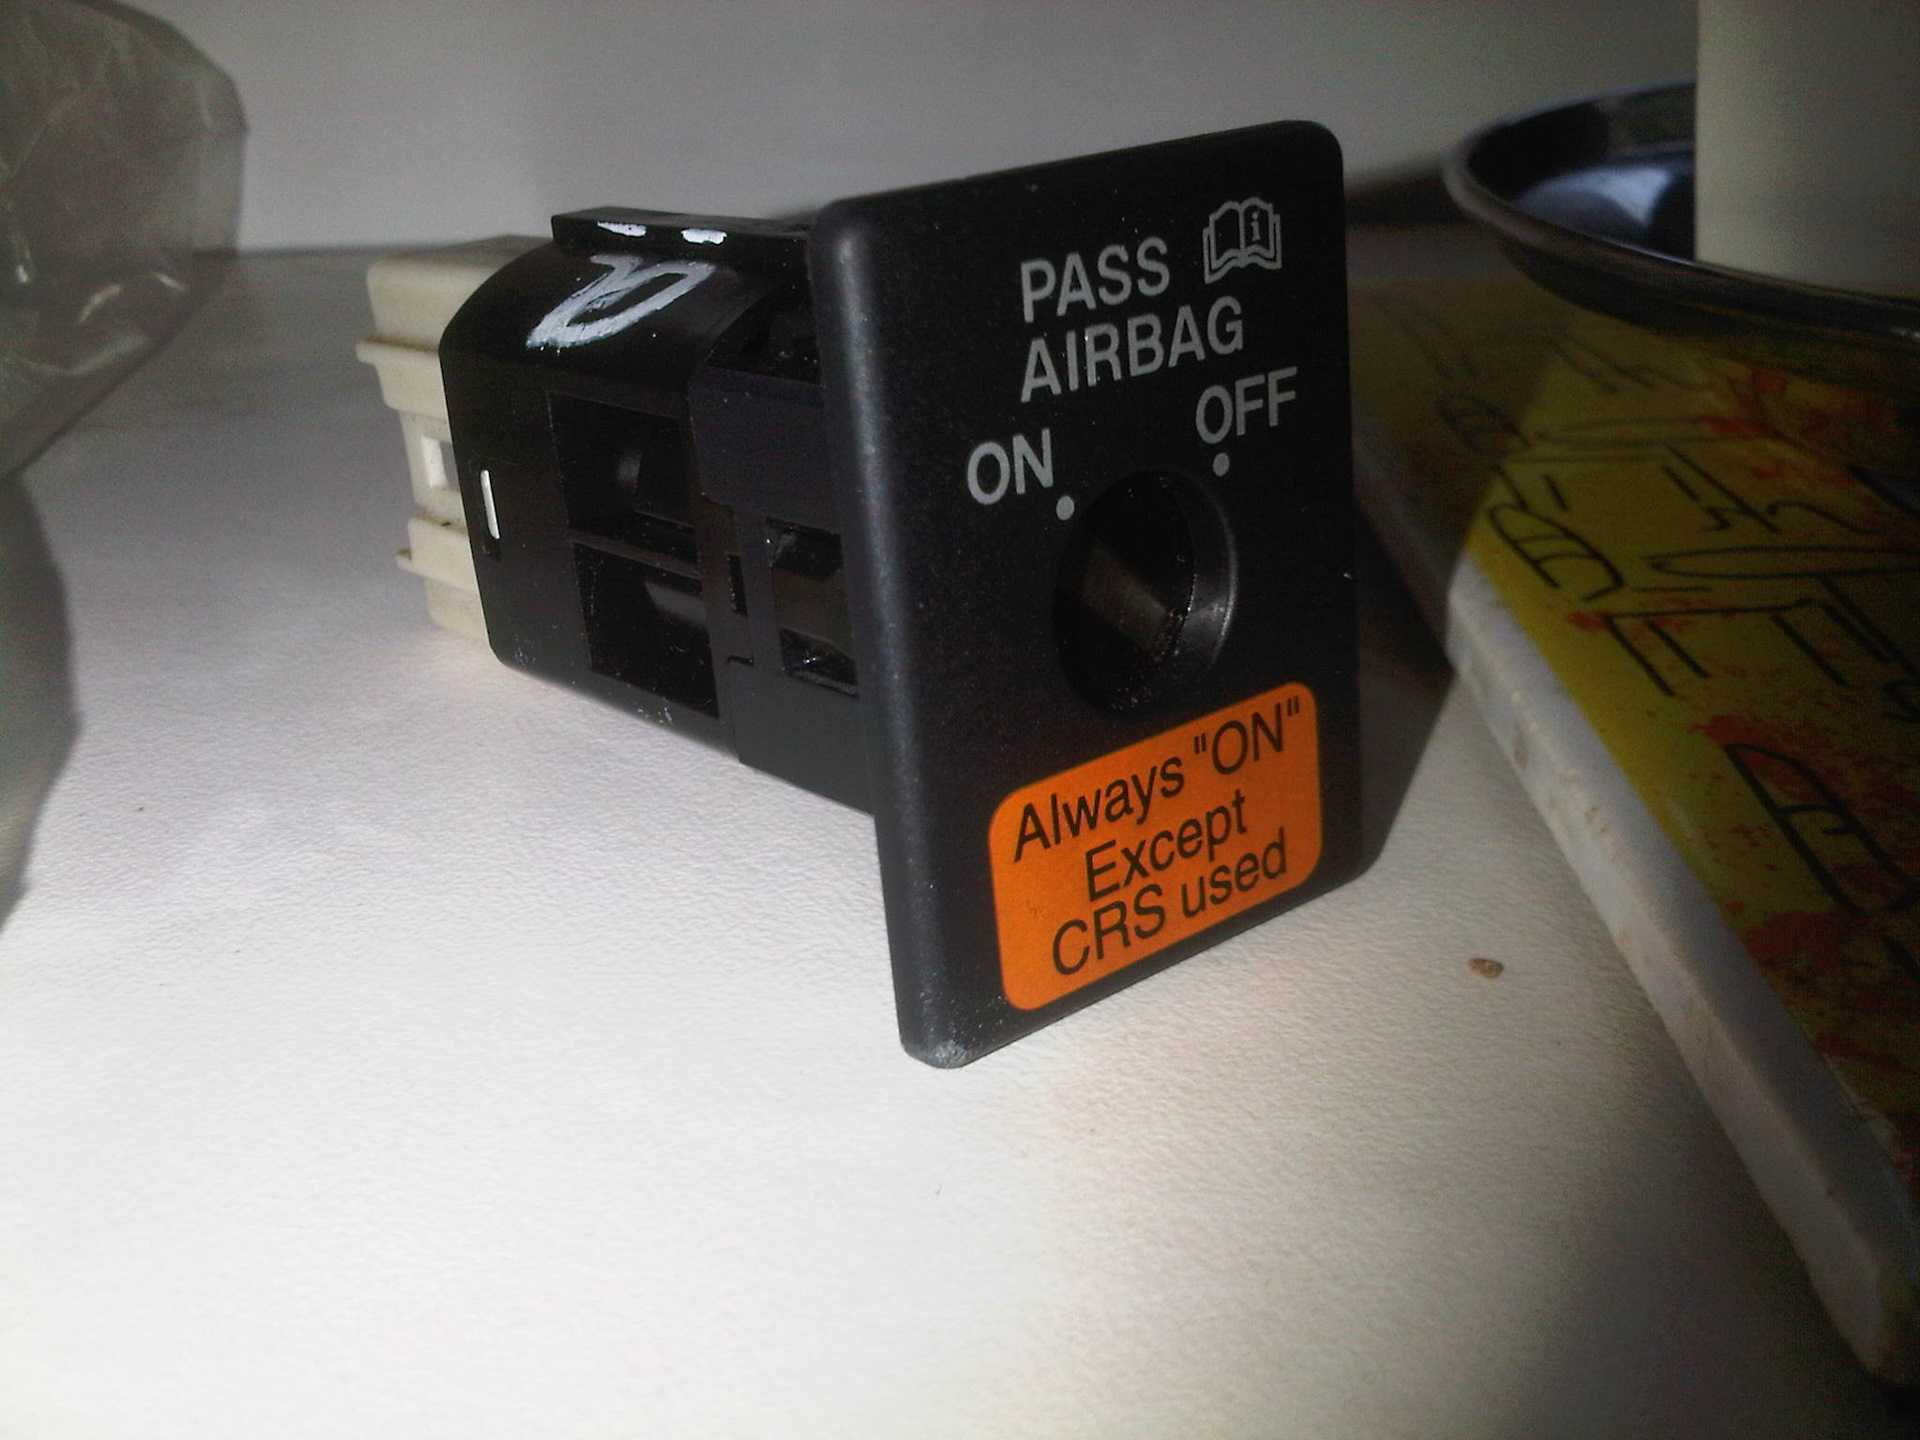 PASS
AIRBAG
ON OFF
Always "ON"
Except
CRS used